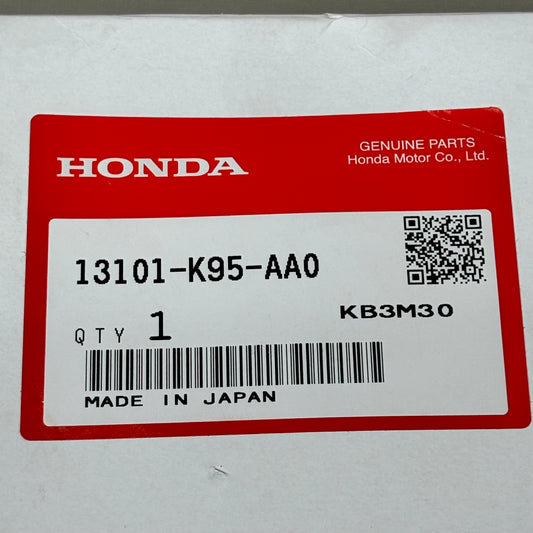 HONDA
GENUINE PARTS
Honda Motor Co., Ltd.
13101-K95-AA0
KB3M30
QTY 1
MADE IN JAPAN